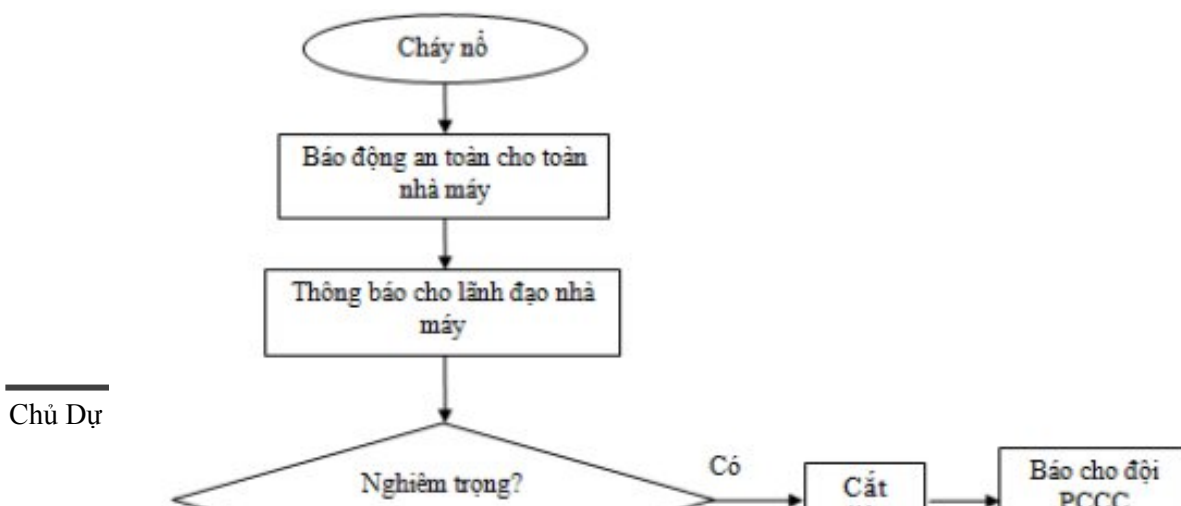 Cháy nổ
Báo động an toàn cho toàn
nhà máy
Thông báo cho lãnh đạo nhà
máy
Chủ Dự
Nghiêm trọng?
Có
Cắt
Báo cho đội
PCCC